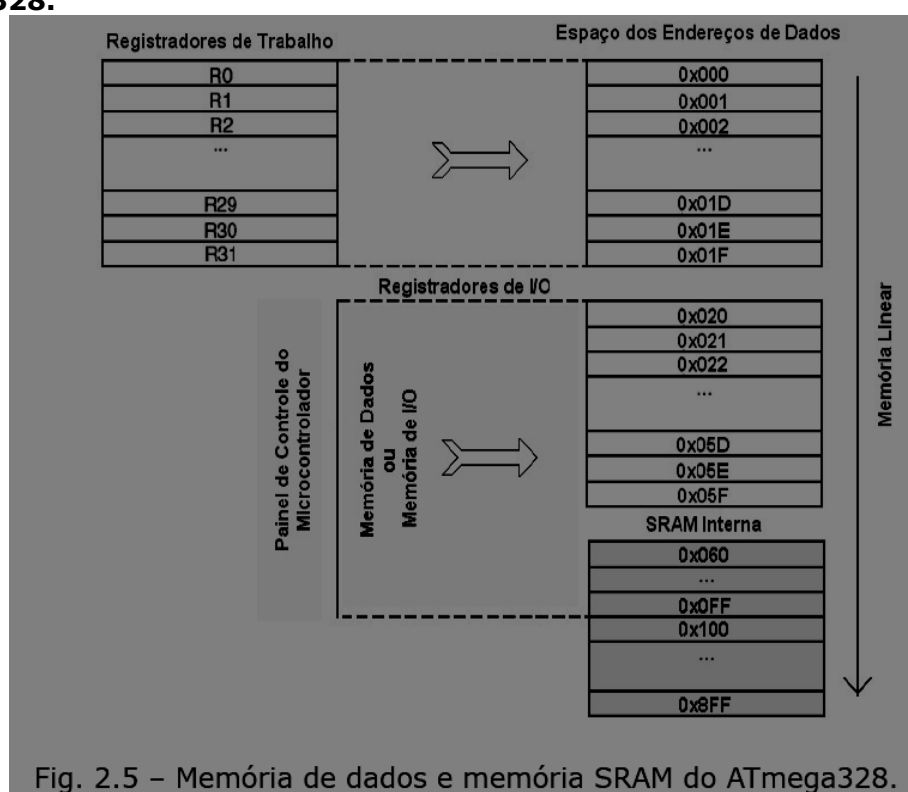 328.
Registradores de Trabalho
Espaço dos Endereços de Dados
R0
R1
R2
...
R29
R30
R31
0x000
0x001
0x002
...
0x01D
0x01E
0x01F
Registradores de I/O
Painel de Controle do
Microcontrolador
Memória de Dados
ou
Memória de I/O
0x020
0x021
0x022
...
0x05D
0x05E
0x05F
SRAM Interna
0x060
...
0x0FF
0x100
...
0x8FF
Memória Linear
Fig. 2.5 – Memória de dados e memória SRAM do ATmega328.